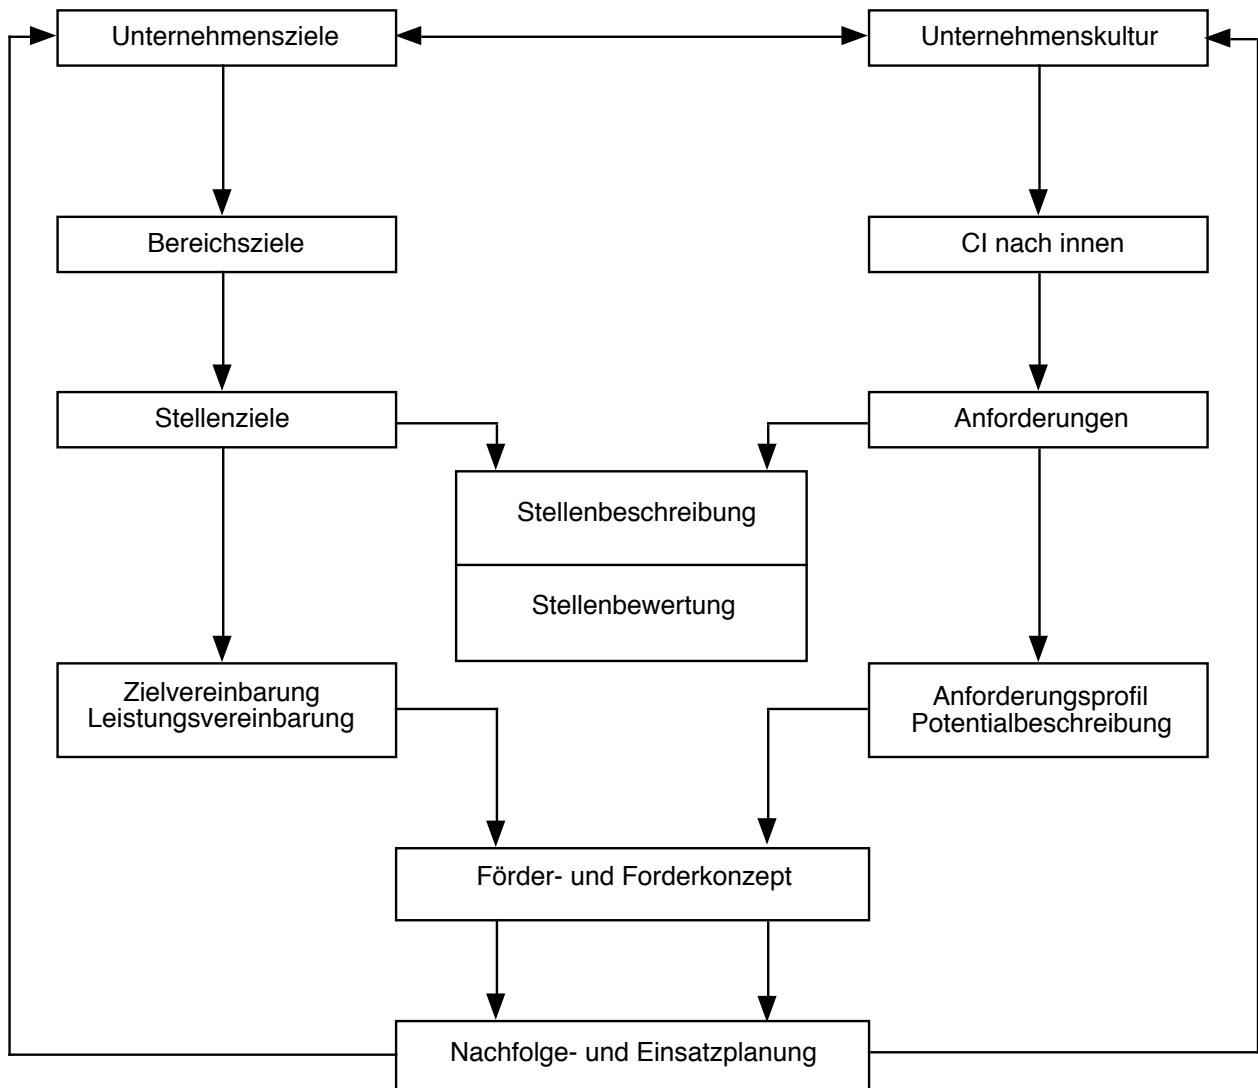 Unternehmensziele
Unternehmenskultur
Bereichsziele
CI nach innen
Stellenziele
Anforderungen
Stellenbeschreibung
Stellenbewertung
Zielvereinbarung
Leistungsvereinbarung
Anforderungsprofil
Potentialbeschreibung
Förder- und Forderkonzept
Nachfolge- und Einsatzplanung